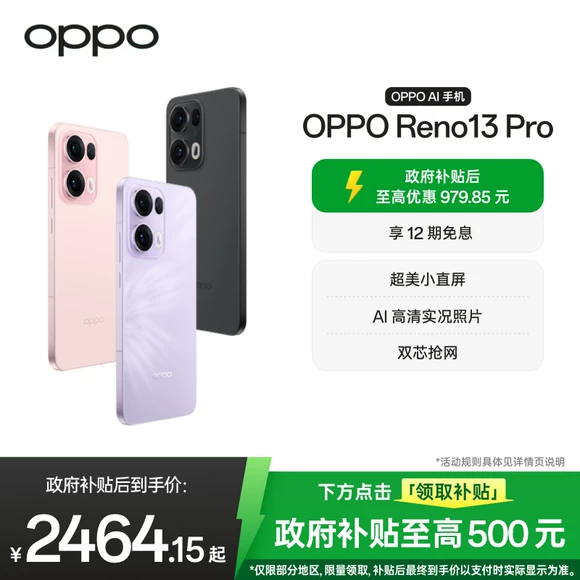 oppo
OPPO AI 手机
OPPO Reno13 Pro
政府补贴后
至高优惠 979.85 元
享 12 期免息
超美小直屏
AI 高清实况照片
双芯抢网
oppo
oppo
*活动规则具体见详情页说明
政府补贴后到手价:
¥2464.15起
下方点击「领取补贴」
政府补贴至高 500 元
*仅限部分地区, 限量领取, 补贴后最终到手价以支付时实际显示为准。